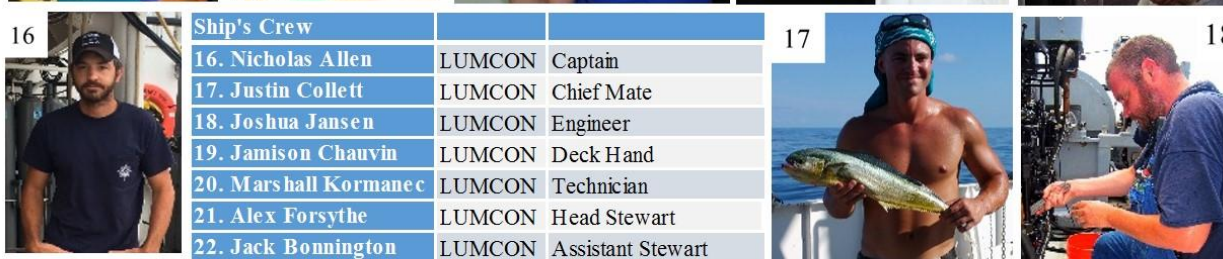 16
Ship's Crew
16. Nicholas Allen LUMCON Captain
17. Justin Collett LUMCON Chief Mate
18. Joshua Jansen LUMCON Engineer
19. Jamison Chauvin LUMCON Deck Hand
20. Marshall Kormanec LUMCON Technician
21. Alex Forsythe LUMCON Head Stewart
22. Jack Bonnington LUMCON Assistant Stewart
17
18